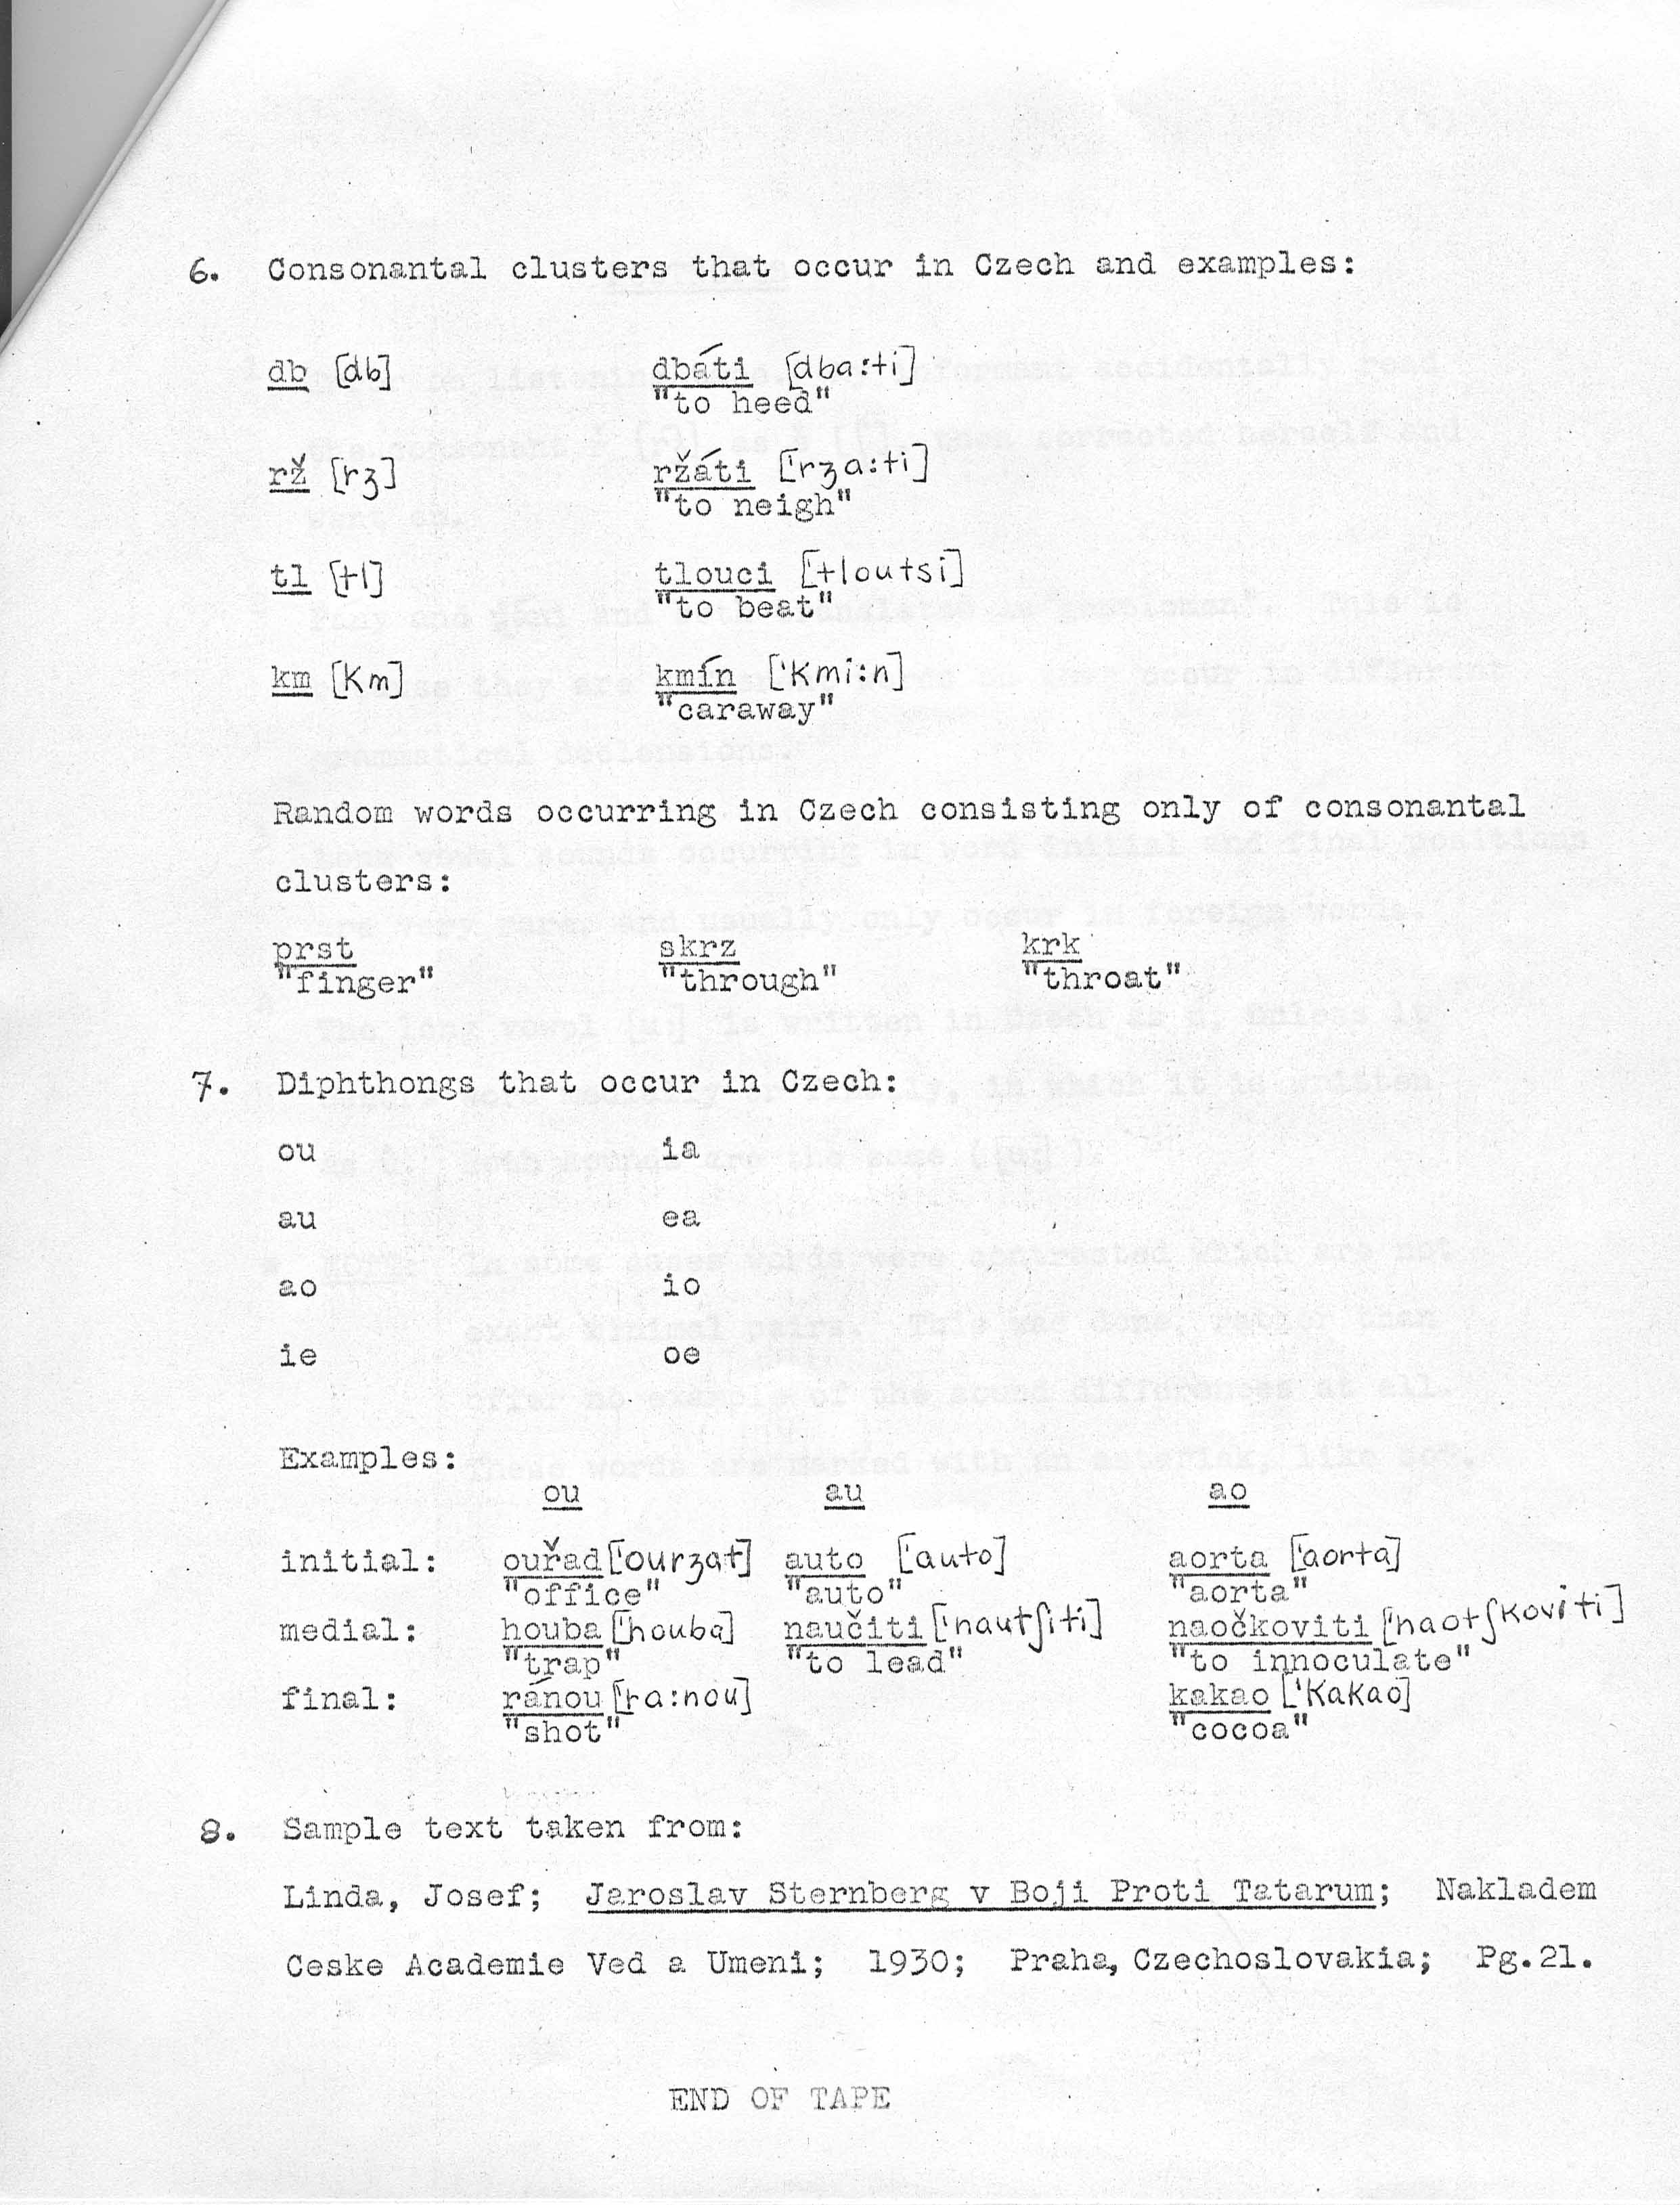 6. Consonantal clusters that occur in Czech and examples:
db [db] dbáti [dba:ti]
"to heed"
rž [rʒ] ržáti ['rʒa:ti]
"to neigh"
tl [tl] tlouci ['tloutsi]
"to beat"
km [km] kmín ['kmi:n]
"caraway"
Random words occurring in Czech consisting only of consonantal
clusters:
prst skrz krk
"finger" "through" "throat"
7. Diphthongs that occur in Czech:
ou ia
au ea
ao io
ie oe
Examples:
ou au ao
initial: ouřad ['ourʒat] auto ['auto] aorta ['aorta]
"office" "auto" "aorta"
medial: houba ['houba] naučiti ['nautʃiti] naočkoviti ['naotʃkoviti]
"trap" "to lead" "to innoculate"
final: ránou ['ra:nou] kakao ['kakao]
"shot" "cocoa"
8. Sample text taken from:
Linda, Josef; Jaroslav Sternberg v Boji Proti Tatarum; Nakladem
Ceske Academie Ved a Umeni; 1930; Praha, Czechoslovakia; Pg.21.
END OF TAPE